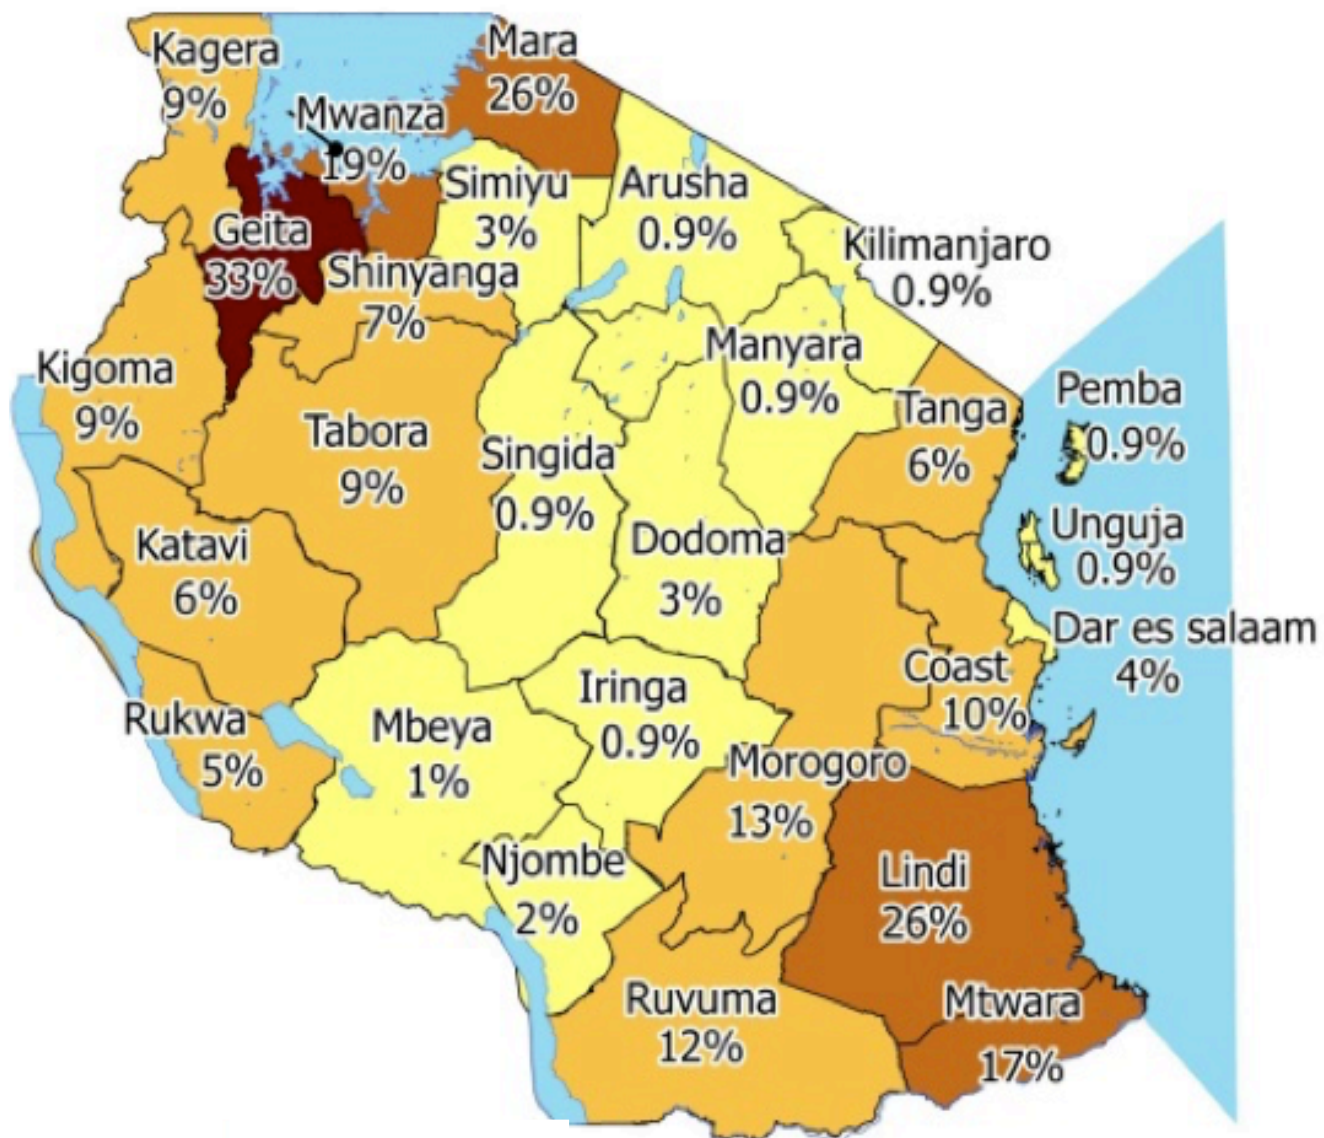 Kagera
9%
Mara
26%
Mwanza
19%
Simiyu
3%
Arusha
0.9%
Kilimanjaro
0.9%
Geita
33%
Shinyanga
7%
Kigoma
9%
Manyara
0.9%
Tabora
9%
Singida
0.9%
Tanga
6%
Pemba
0.9%
Unguja
0.9%
Katavi
6%
Dodoma
3%
Dar es salaam
4%
Coast
10%
Rukwa
5%
Mbeya
1%
Iringa
0.9%
Morogoro
13%
Njombe
2%
Lindi
26%
Ruvuma
12%
Mtwara
17%